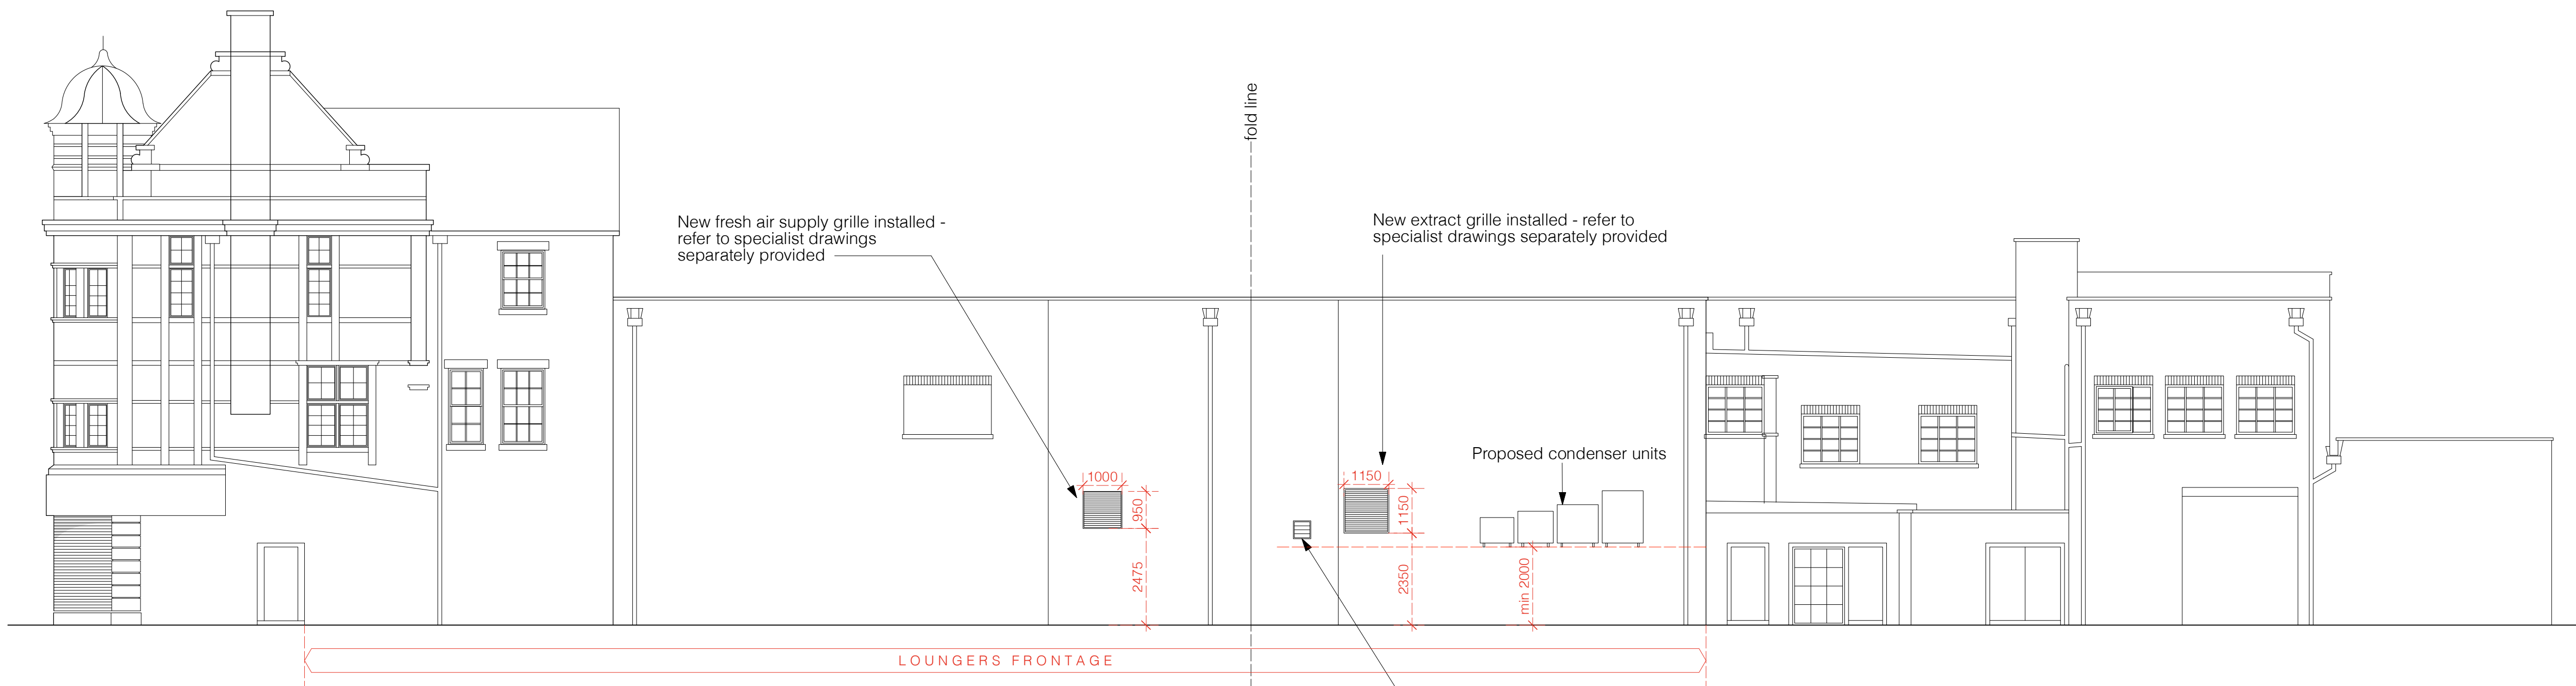 fold line
New fresh air supply grille installed -
refer to specialist drawings
separately provided
New extract grille installed - refer to
specialist drawings separately provided
Proposed condenser units
1000
950
2475
1150
1150
2350
min 2000
LOUNGERS FRONTAGE